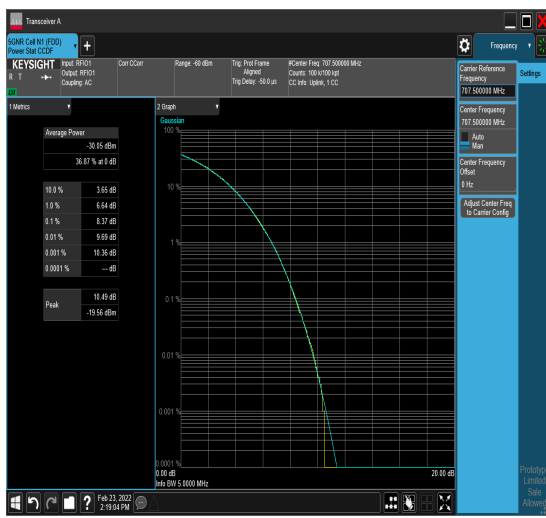 Transceiver A
5GNR Cell N1 (FDD)
Power Stat CCDF
Frequency
KEYSIGHT
R T
Input: RFIO1
Output: RFIO1
Coupling: AC
Corr CCorr
Range: -60 dBm
Trig: Prot Frame
Aligned
Trig Delay: -50.0 µs
#Center Freq: 707.500000 MHz
Counts: 100 k/100 kpt
CC Info: Uplink, 1 CC
Carrier Reference
Frequency
707.500000 MHz
Settings
Center Frequency
707.500000 MHz
Auto
Man
Center Frequency
Offset
0 Hz
Adjust Center Freq
to Carrier Config
1 Metrics
Average Power
-30.05 dBm
36.87 % at 0 dB
10.0 % 3.65 dB
1.0 % 6.64 dB
0.1 % 8.37 dB
0.01 % 9.69 dB
0.001 % 10.36 dB
0.0001 % --- dB
Peak
10.49 dB
-19.56 dBm
2 Graph
Gaussian
100 %
10 %
1 %
0.1 %
0.01 %
0.001 %
0.0001 %
0.00 dB
20.00 dB
Info BW 5.0000 MHz
Feb 23, 2022
2:19:04 PM
Prototyp
Limited
Sale
Allowed